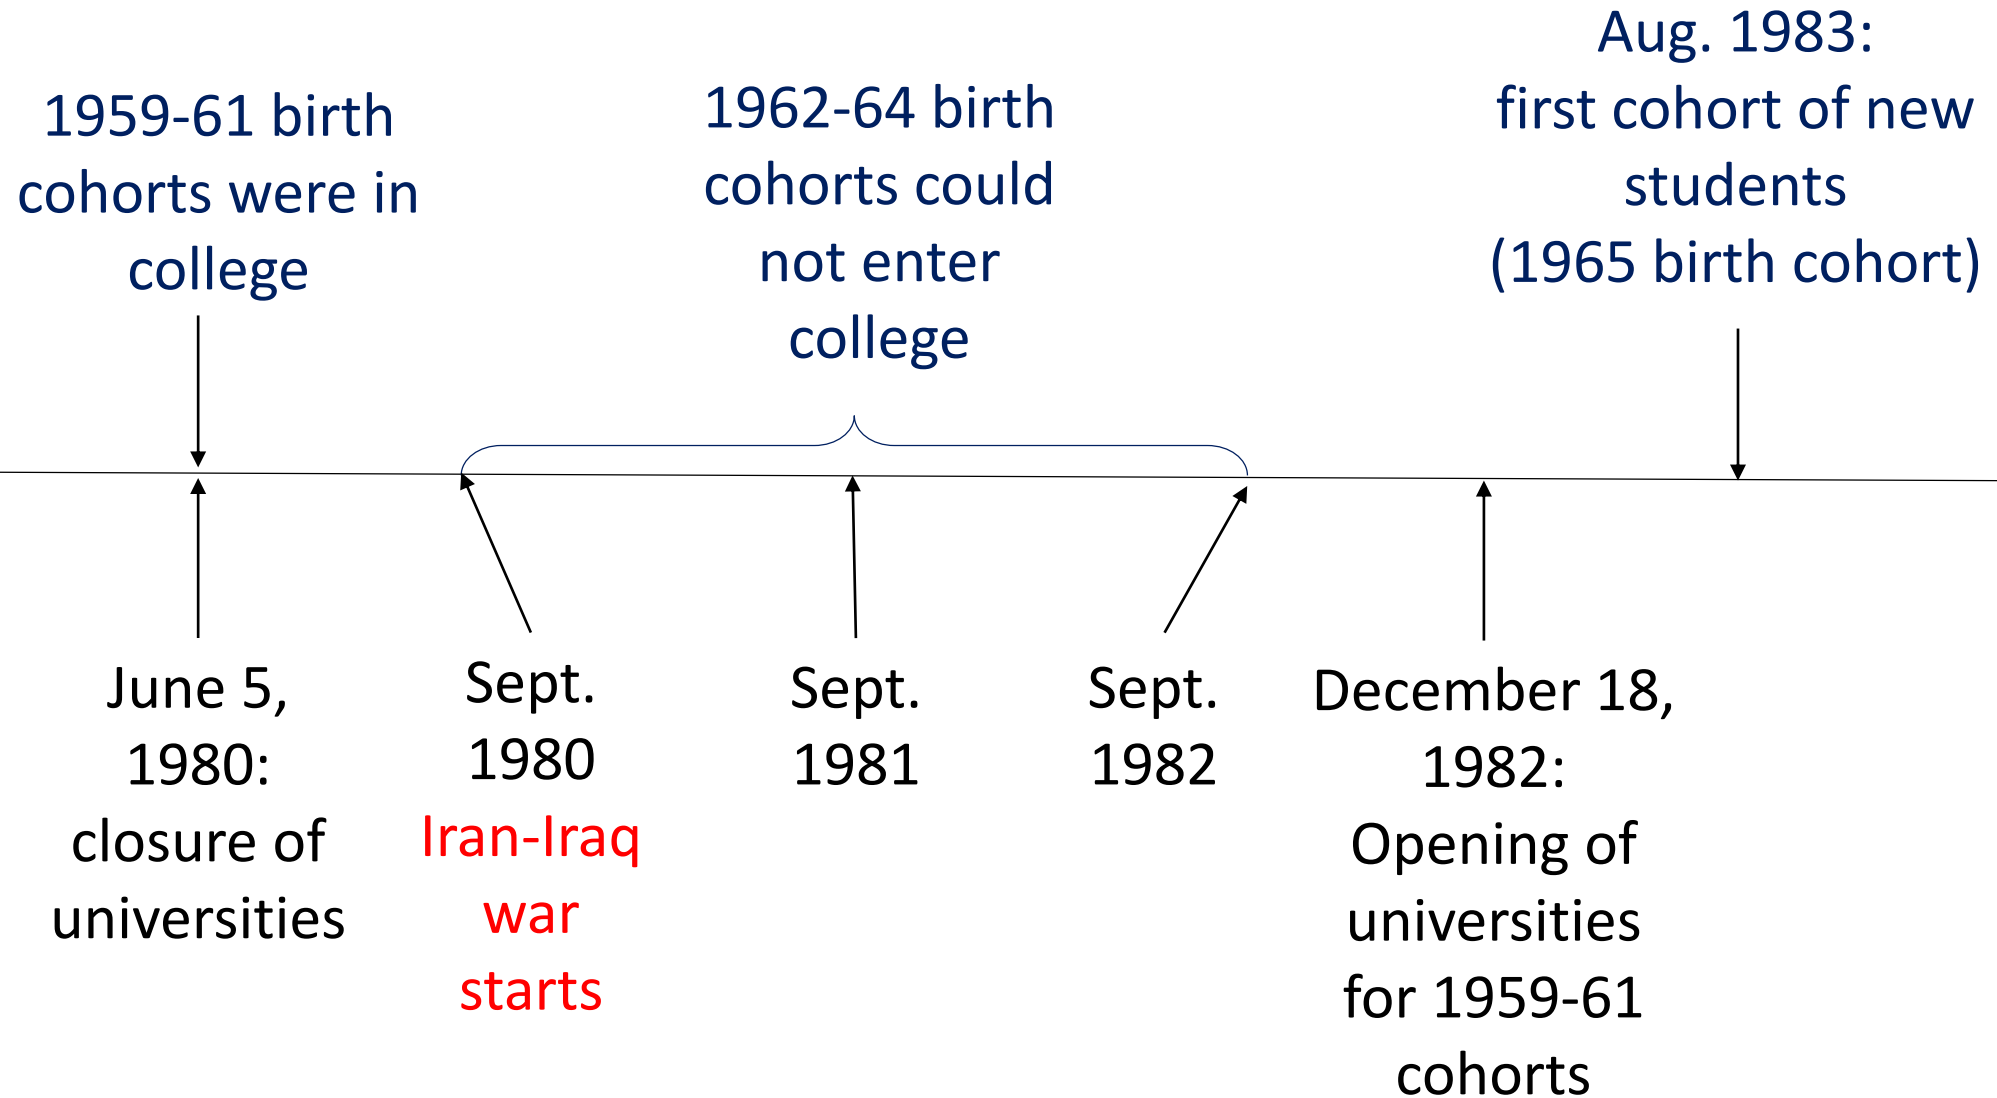 1959-61 birth
cohorts were in
college
1962-64 birth
cohorts could
not enter
college
Aug. 1983:
first cohort of new
students
(1965 birth cohort)
June 5,
1980:
closure of
universities
Sept.
1980
Iran-Iraq
war
starts
Sept.
1981
Sept.
1982
December 18,
1982:
Opening of
universities
for 1959-61
cohorts